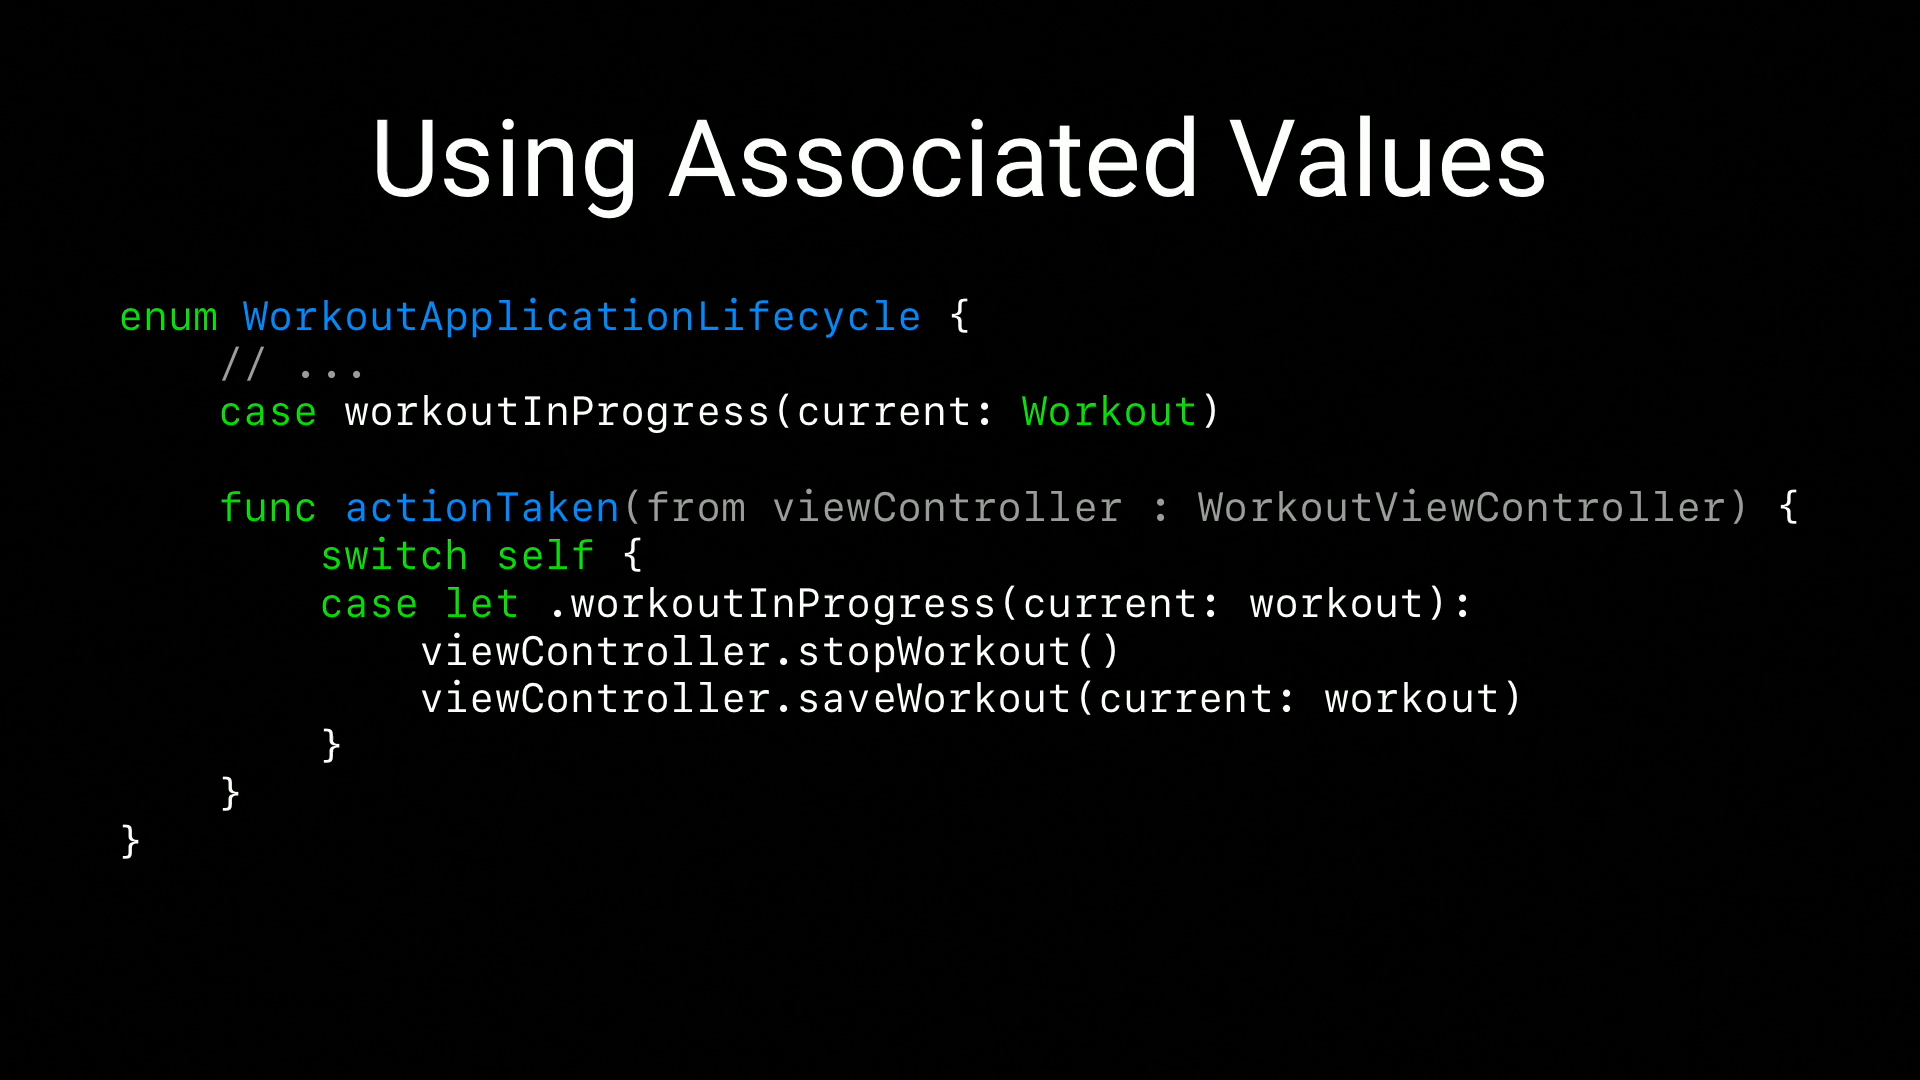 Using Associated Values
enum WorkoutApplicationLifecycle {
// ...
case workoutInProgress(current: Workout)
func actionTaken(from viewController : WorkoutViewController) {
switch self {
case let .workoutInProgress(current: workout):
viewController.stopWorkout()
viewController.saveWorkout(current: workout)
}
}
}